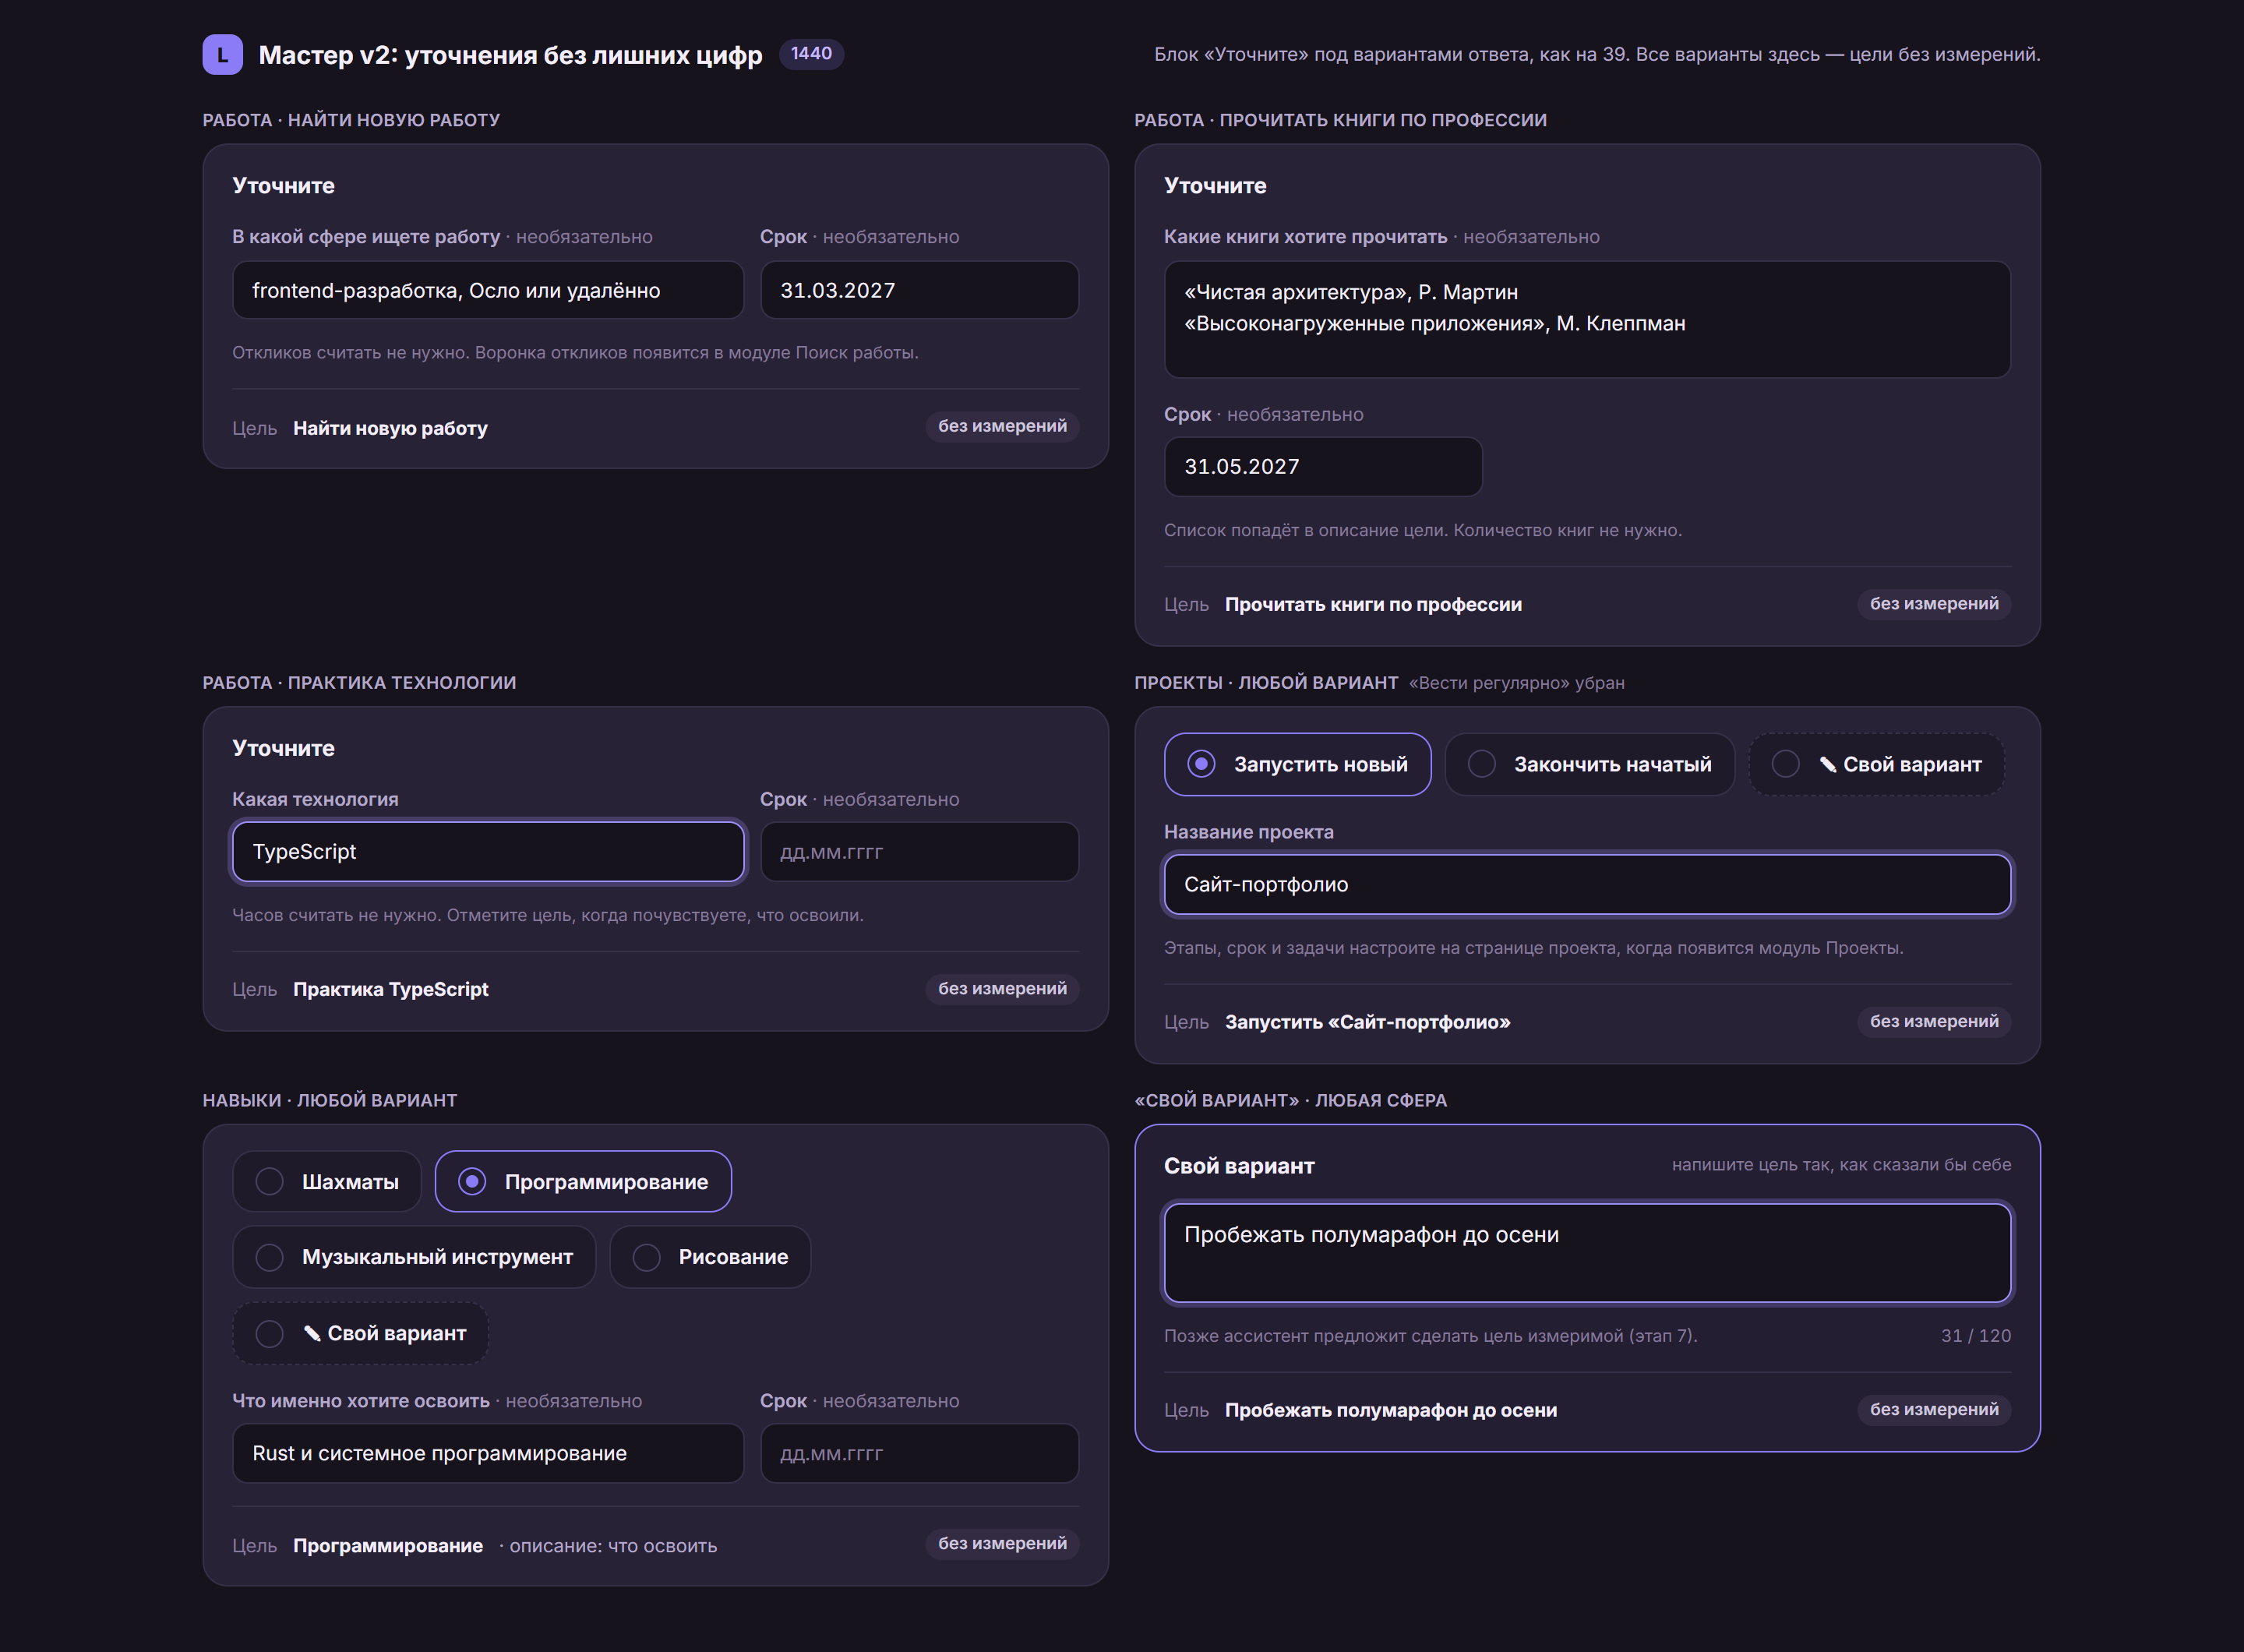 L
Мастер v2: уточнения без лишних цифр
1440
Блок «Уточните» под вариантами ответа, как на 39. Все варианты здесь — цели без измерений.
РАБОТА · НАЙТИ НОВУЮ РАБОТУ
Уточните
В какой сфере ищете работу · необязательно
Срок · необязательно
frontend-разработка, Осло или удалённо
31.03.2027
Откликов считать не нужно. Воронка откликов появится в модуле Поиск работы.
Цель Найти новую работу
без измерений
РАБОТА · ПРОЧИТАТЬ КНИГИ ПО ПРОФЕССИИ
Уточните
Какие книги хотите прочитать · необязательно
«Чистая архитектура», Р. Мартин
«Высоконагруженные приложения», М. Клеппман
Срок · необязательно
31.05.2027
Список попадёт в описание цели. Количество книг не нужно.
Цель Прочитать книги по профессии
без измерений
РАБОТА · ПРАКТИКА ТЕХНОЛОГИИ
Уточните
Какая технология
Срок · необязательно
TypeScript
дд.мм.гггг
Часов считать не нужно. Отметите цель, когда почувствуете, что освоили.
Цель Практика TypeScript
без измерений
ПРОЕКТЫ · ЛЮБОЙ ВАРИАНТ «Вести регулярно» убран
Запустить новый
Закончить начатый
✎ Свой вариант
Название проекта
Сайт-портфолио
Этапы, срок и задачи настроите на странице проекта, когда появится модуль Проекты.
Цель Запустить «Сайт-портфолио»
без измерений
НАВЫКИ · ЛЮБОЙ ВАРИАНТ
Шахматы
Программирование
Музыкальный инструмент
Рисование
✎ Свой вариант
Что именно хотите освоить · необязательно
Срок · необязательно
Rust и системное программирование
дд.мм.гггг
Цель Программирование · описание: что освоить
без измерений
«СВОЙ ВАРИАНТ» · ЛЮБАЯ СФЕРА
Свой вариант
напишите цель так, как сказали бы себе
Пробежать полумарафон до осени
Позже ассистент предложит сделать цель измеримой (этап 7).
31 / 120
Цель Пробежать полумарафон до осени
без измерений